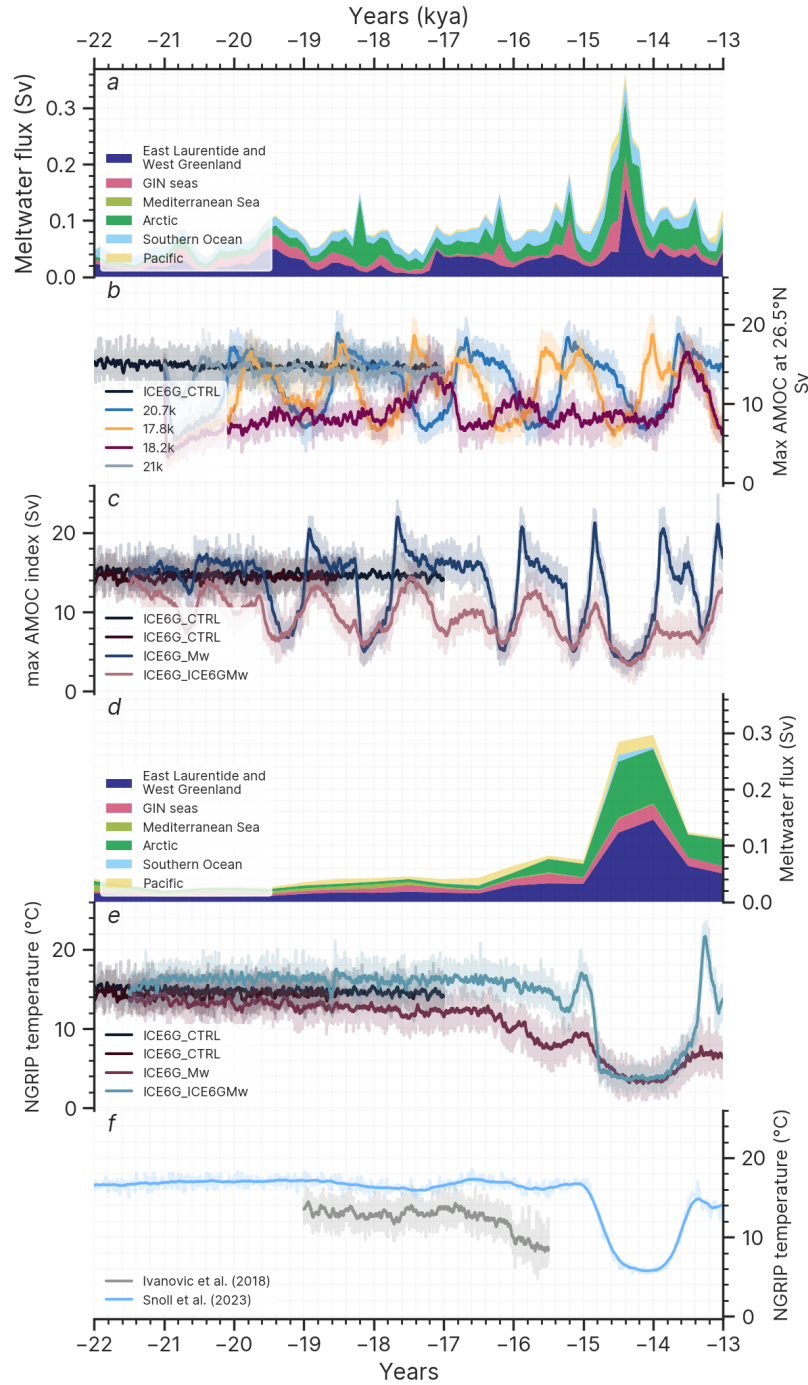 Years (kya)
−22 −21 −20 −19 −18 −17 −16 −15 −14 −13
a
Meltwater flux (Sv)
0.3
0.2
0.1
0.0
East Laurentide and
West Greenland
GIN seas
Mediterranean Sea
Arctic
Southern Ocean
Pacific
b
Max AMOC at 26.5°N
Sv
20
10
0
ICE6G_CTRL
20.7k
17.8k
18.2k
21k
c
max AMOC index (Sv)
20
10
0
ICE6G_CTRL
ICE6G_CTRL
ICE6G_Mw
ICE6G_ICE6GMw
d
Meltwater flux (Sv)
0.3
0.2
0.1
0.0
East Laurentide and
West Greenland
GIN seas
Mediterranean Sea
Arctic
Southern Ocean
Pacific
e
NGRIP temperature (°C)
20
10
0
ICE6G_CTRL
ICE6G_CTRL
ICE6G_Mw
ICE6G_ICE6GMw
f
NGRIP temperature (°C)
20
10
0
Ivanovic et al. (2018)
Snoll et al. (2023)
−22 −21 −20 −19 −18 −17 −16 −15 −14 −13
Years